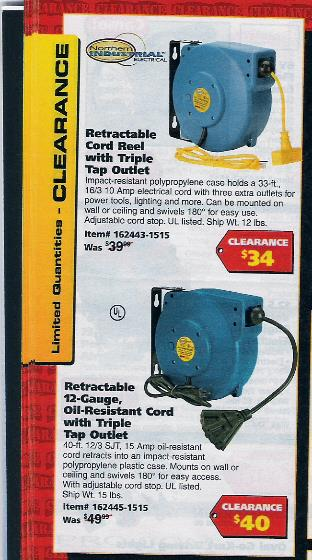 Northern
INDUSTRIAL
ELECTRICAL
Limited Quantities - CLEARANCE
Retractable
Cord Reel
with Triple
Tap Outlet
Impact-resistant polypropylene case holds a 33-ft.,
16/3 10 Amp electrical cord with three extra outlets for
power tools, lighting and more. Can be mounted on
wall or ceiling and swivels 180° for easy use.
Adjustable cord stop. UL listed. Ship Wt. 12 lbs.
Item# 162443-1515
Was $39⁹⁹
CLEARANCE
$34
UL
Retractable
12-Gauge,
Oil-Resistant Cord
with Triple
Tap Outlet
40-ft. 12/3 SJT, 15 Amp oil-resistant
cord retracts into an impact-resistant
polypropylene plastic case. Mounts on wall or
ceiling and swivels 180° for easy access.
With adjustable cord stop. UL listed.
Ship Wt. 15 lbs.
Item# 162445-1515
Was $49⁹⁹
CLEARANCE
$40